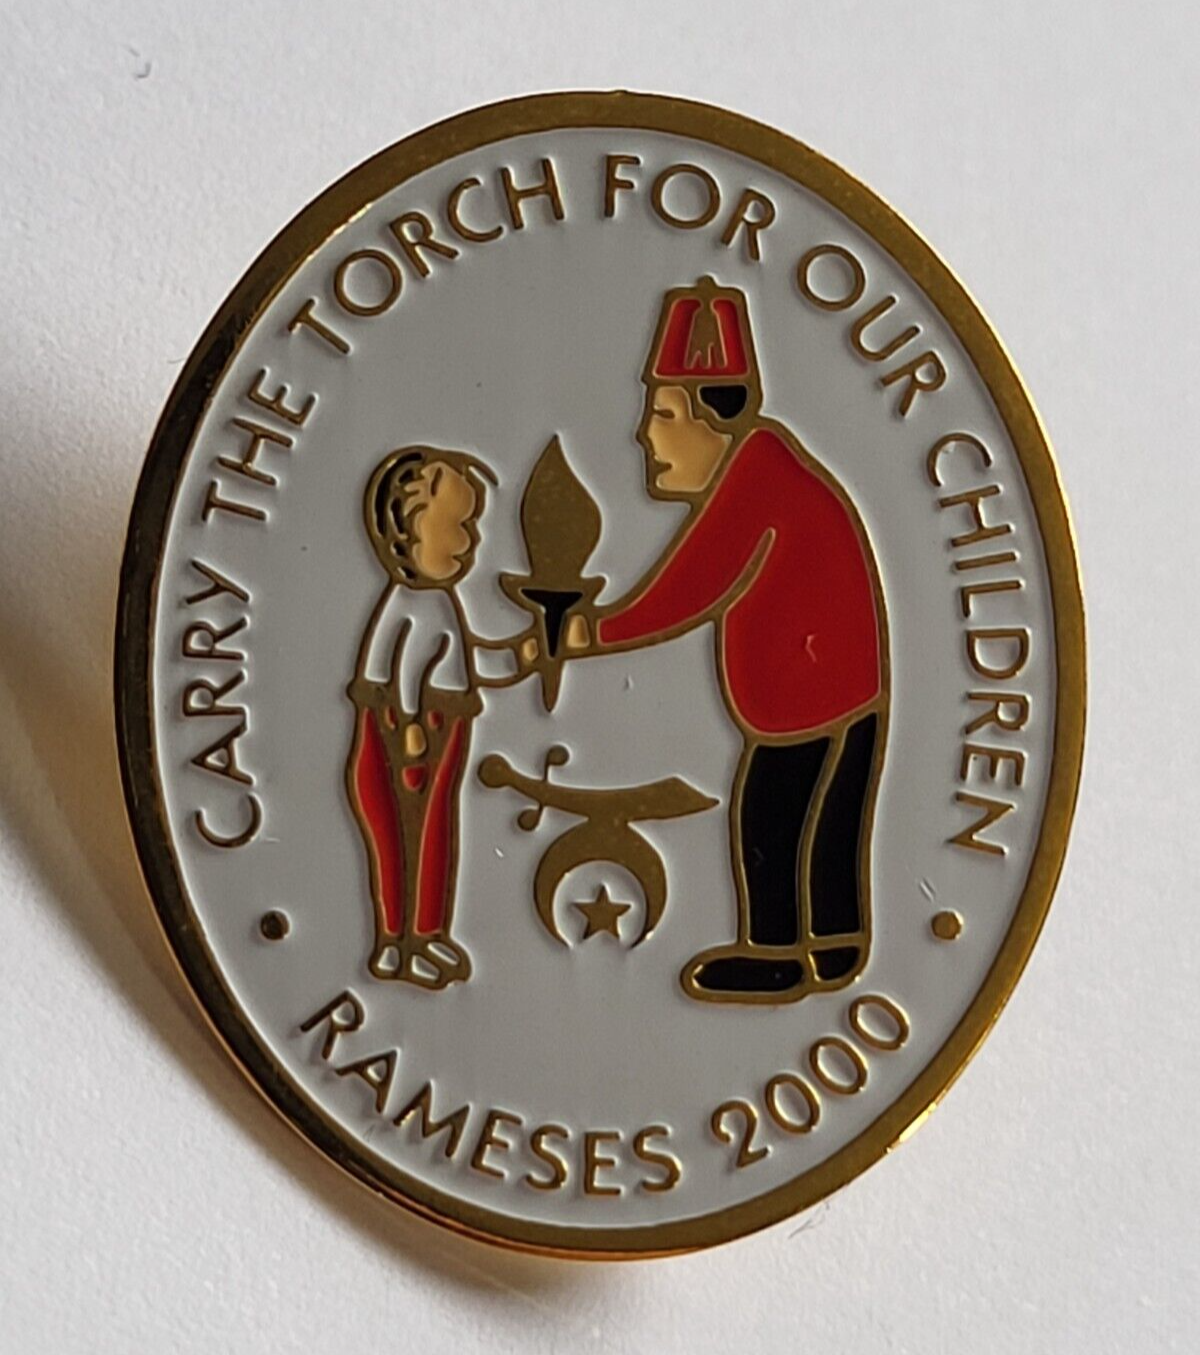 CARRY THE TORCH FOR OUR CHILDREN
RAMESES 2000